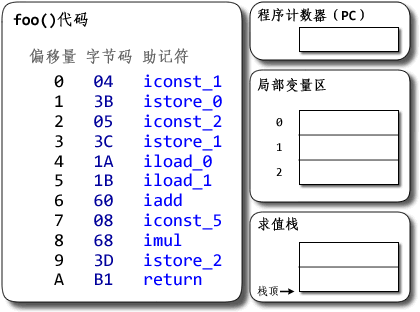 foo()代码
偏移量 字节码 助记符
0 04 iconst_1
1 3B istore_0
2 05 iconst_2
3 3C istore_1
4 1A iload_0
5 1B iload_1
6 60 iadd
7 08 iconst_5
8 68 imul
9 3D istore_2
A B1 return
程序计数器（PC）
局部变量区
0
1
2
求值栈
栈顶